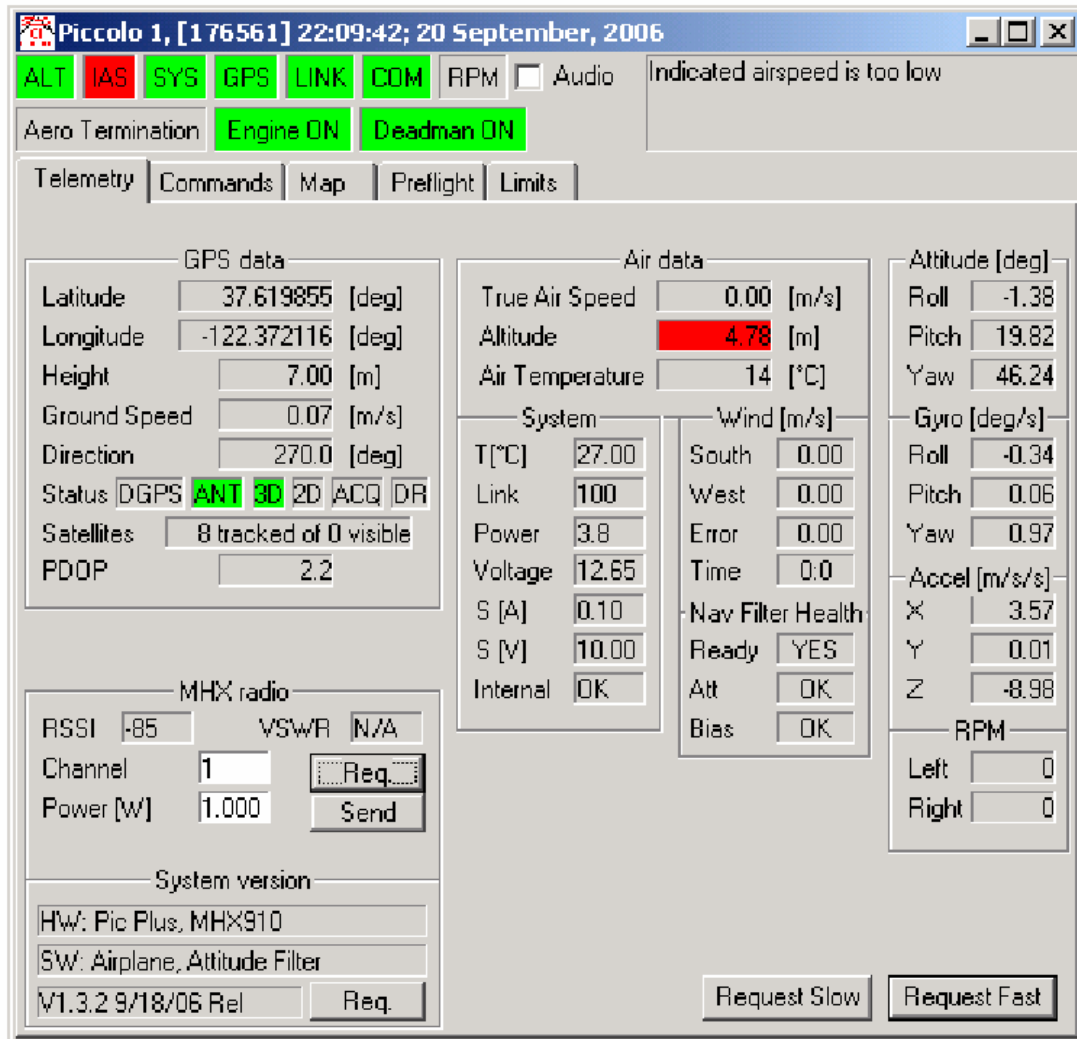 Piccolo 1, [176561] 22:09:42; 20 September, 2006
ALT IAS SYS GPS LINK COM RPM Audio Indicated airspeed is too low
Aero Termination Engine ON Deadman ON
Telemetry Commands Map Preflight Limits
GPS data
Latitude 37.619855 [deg]
Longitude -122.372116 [deg]
Height 7.00 [m]
Ground Speed 0.07 [m/s]
Direction 270.0 [deg]
Status DGPS ANT 3D 2D ACQ DR
Satellites 8 tracked of 0 visible
PDOP 2.2
MHX radio
RSSI -85 VSWR N/A
Channel 1 Req.
Power [W] 1.000 Send
System version
HW: Pic Plus, MHX910
SW: Airplane, Attitude Filter
V1.3.2 9/18/06 Rel Req.
Air data
True Air Speed 0.00 [m/s]
Altitude 4.78 [m]
Air Temperature 14 [°C]
System
T[°C] 27.00
Link 100
Power 3.8
Voltage 12.65
S [A] 0.10
S [V] 10.00
Internal OK
Wind [m/s]
South 0.00
West 0.00
Error 0.00
Time 0:0
Nav Filter Health
Ready YES
Att OK
Bias OK
Attitude [deg]
Roll -1.38
Pitch 19.82
Yaw 46.24
Gyro [deg/s]
Roll -0.34
Pitch 0.06
Yaw 0.97
Accel [m/s/s]
X 3.57
Y 0.01
Z -8.98
RPM
Left 0
Right 0
Request Slow Request Fast